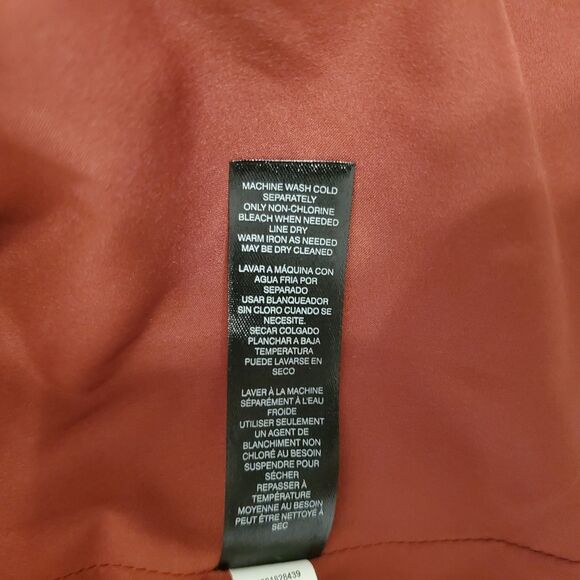 MACHINE WASH COLD
SEPARATELY
ONLY NON-CHLORINE
BLEACH WHEN NEEDED
LINE DRY
WARM IRON AS NEEDED
MAY BE DRY CLEANED
LAVAR A MÁQUINA CON
AGUA FRIA POR
SEPARADO
USAR BLANQUEADOR
SIN CLORO CUANDO SE
NECESITE.
SECAR COLGADO
PLANCHAR A BAJA
TEMPERATURA
PUEDE LAVARSE EN
SECO
LAVER À LA MACHINE
SÉPARÉMENT À L'EAU
FROIDE
UTILISER SEULEMENT
UN AGENT DE
BLANCHIMENT NON
CHLORÉ AU BESOIN
SUSPENDRE POUR
SÉCHER
REPASSER À
TEMPÉRATURE
MOYENNE AU BESOIN
PEUT ÊTRE NETTOYÉ À
SEC